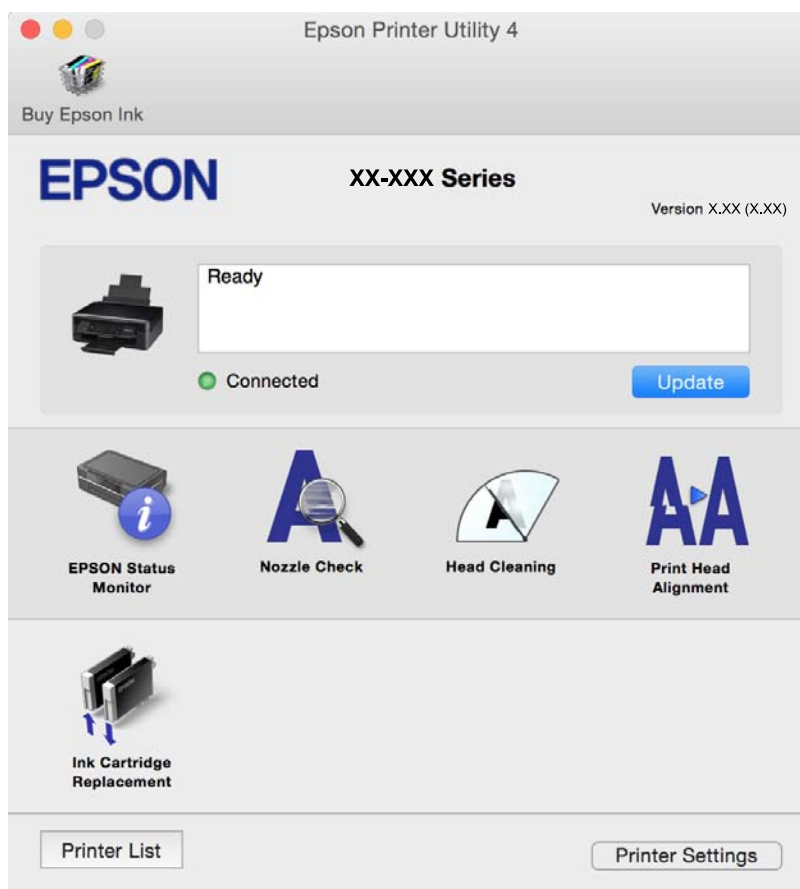 Epson Printer Utility 4
Buy Epson Ink
EPSON
XX-XXX Series
Version X.XX (X.XX)
Ready
Connected
Update
EPSON Status
Monitor
Nozzle Check
Head Cleaning
Print Head
Alignment
Ink Cartridge
Replacement
Printer List
Printer Settings